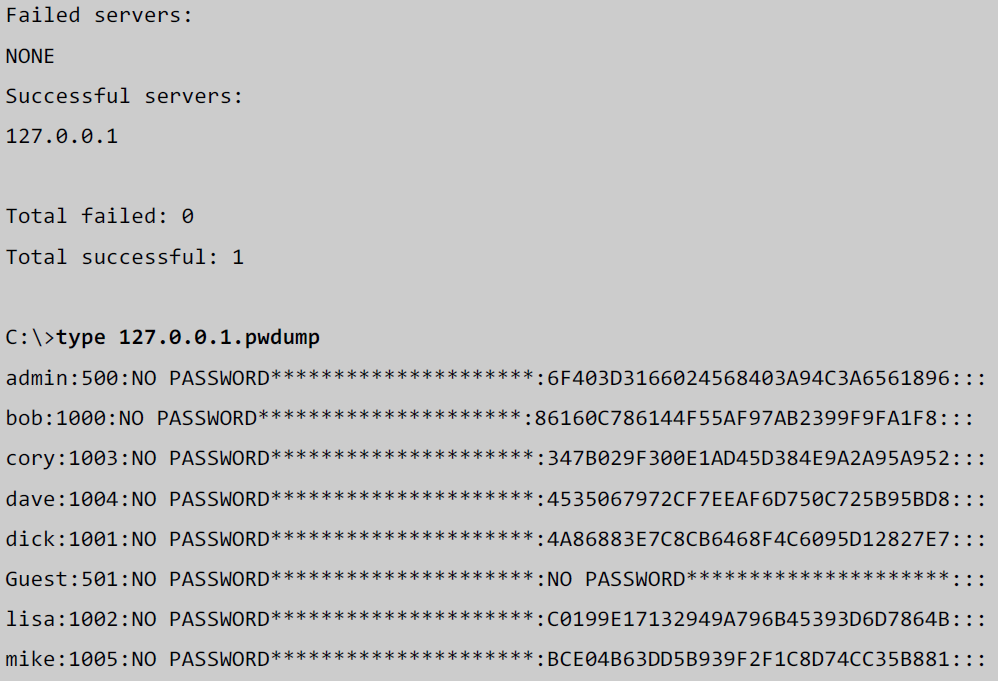 Failed servers:
NONE
Successful servers:
127.0.0.1
Total failed: 0
Total successful: 1
C:\>type 127.0.0.1.pwdump
admin:500:NO PASSWORD*********************:6F403D3166024568403A94C3A6561896:::
bob:1000:NO PASSWORD*********************:86160C786144F55AF97AB2399F9FA1F8:::
cory:1003:NO PASSWORD*********************:347B029F300E1AD45D384E9A2A95A952:::
dave:1004:NO PASSWORD*********************:4535067972CF7EEAF6D750C725B95BD8:::
dick:1001:NO PASSWORD*********************:4A86883E7C8CB6468F4C6095D12827E7:::
Guest:501:NO PASSWORD*********************:NO PASSWORD*********************:::
lisa:1002:NO PASSWORD*********************:C0199E17132949A796B45393D6D7864B:::
mike:1005:NO PASSWORD*********************:BCE04B63DD5B939F2F1C8D74CC35B881:::